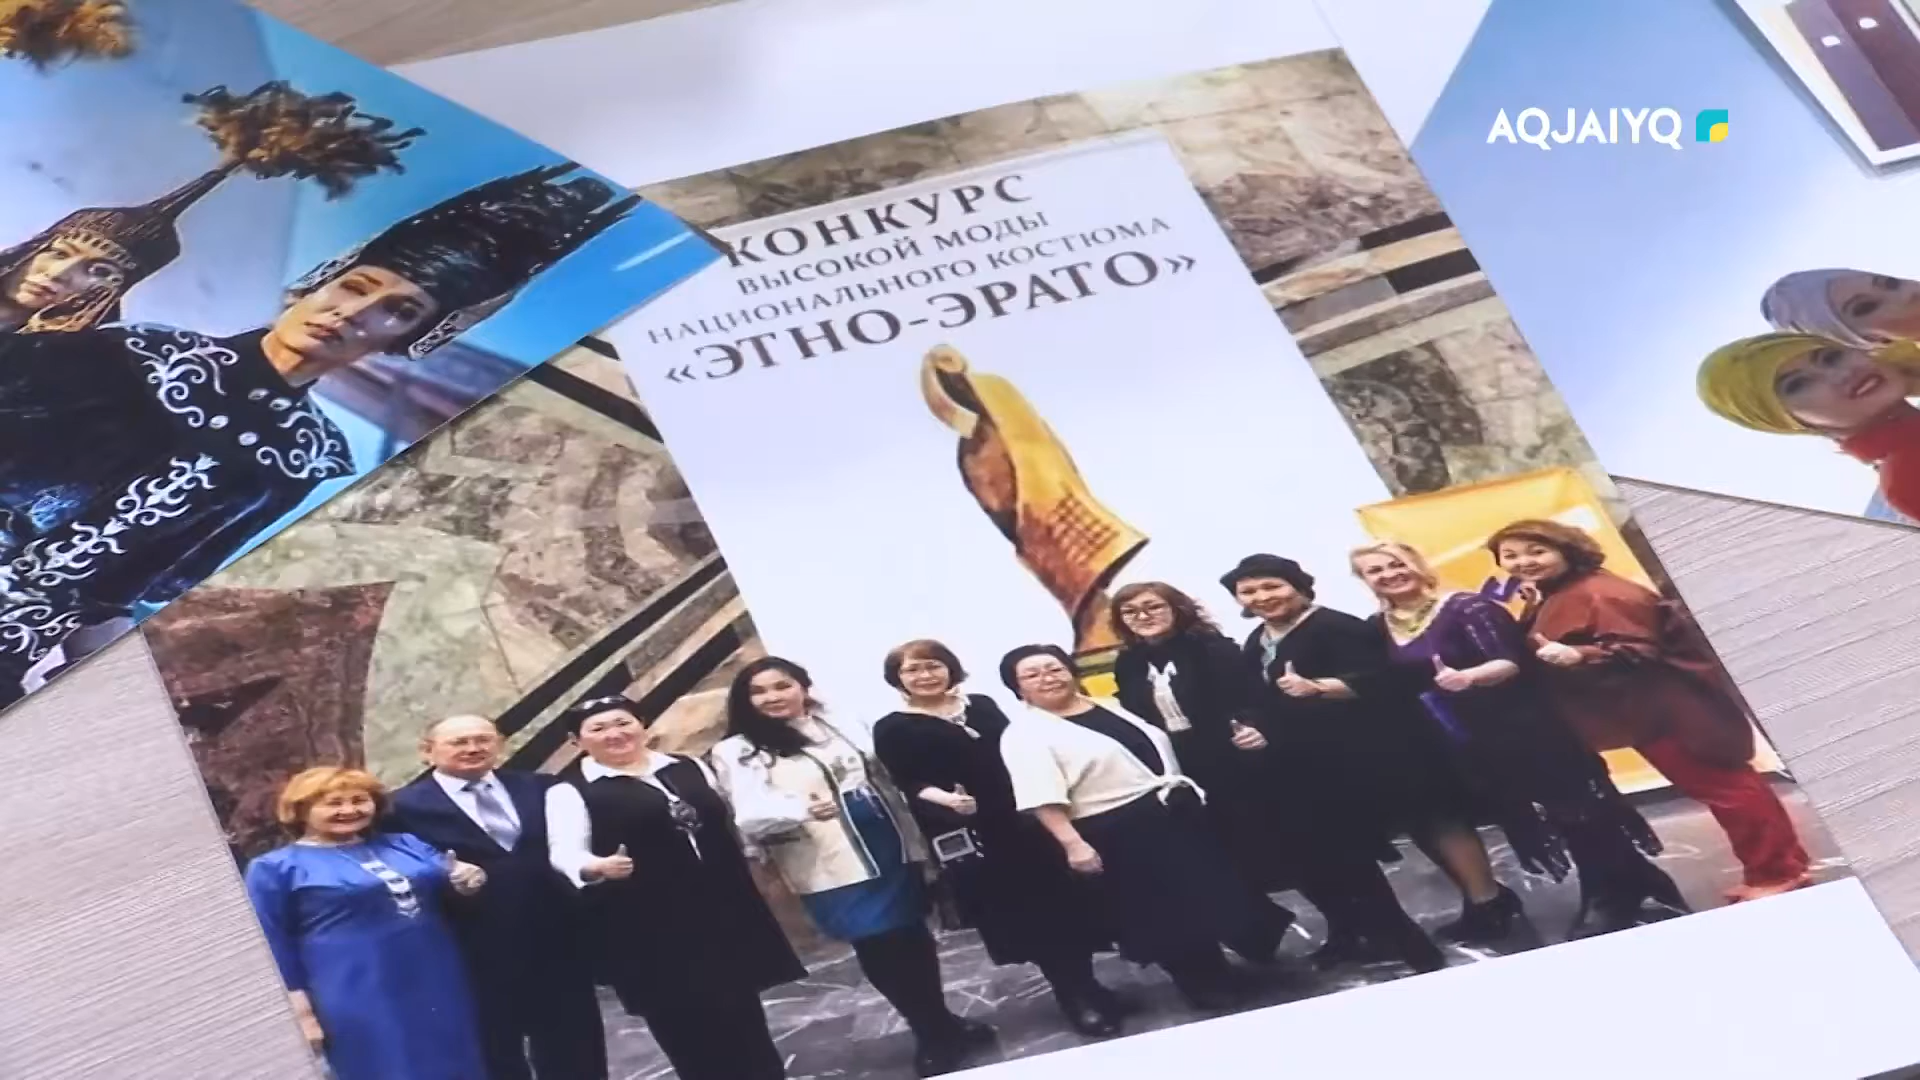 AQJAIYQ
КОНКУРС
ВЫСОКОЙ МОДЫ
НАЦИОНАЛЬНОГО КОСТЮМА
«ЭТНО-ЭРАТО»